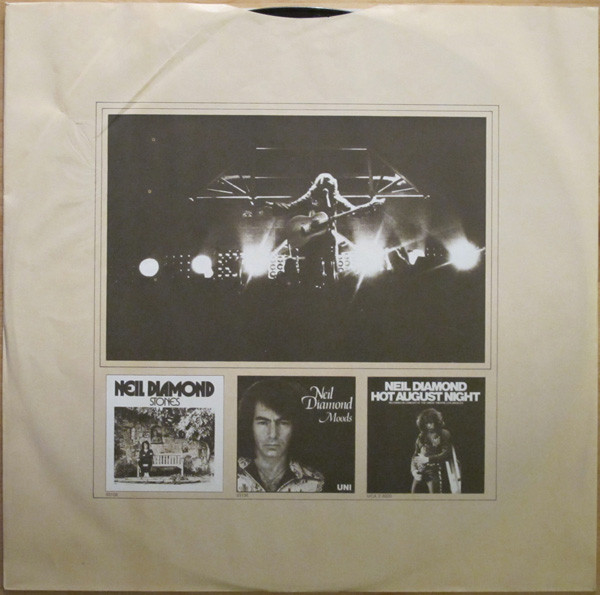 NEIL DIAMOND
STONES
Neil
Diamond
Moods
UNI
NEIL DIAMOND
HOT AUGUST NIGHT